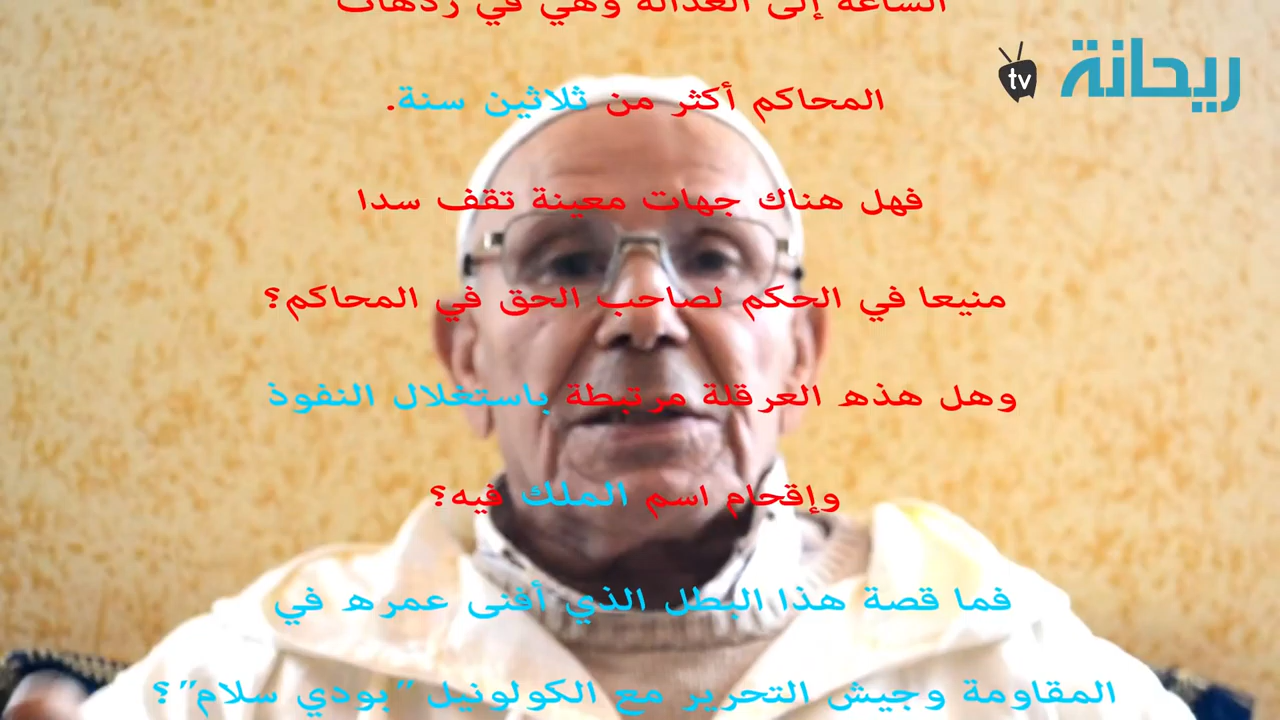 الساعة إلى العدالة وهي في ردهات
ريحانة
tv
المحاكم أكثر من ثلاثين سنة.
فهل هناك جهات معينة تقف سدا
منيعا في الحكم لصاحب الحق في المحاكم؟
وهل هذه العرقلة مرتبطة باستغلال النفوذ
وإقحام اسم الملك فيه؟
فما قصة هذا البطل الذي أفنى عمره في
المقاومة وجيش التحرير مع الكولونيل "بودي سلام"؟